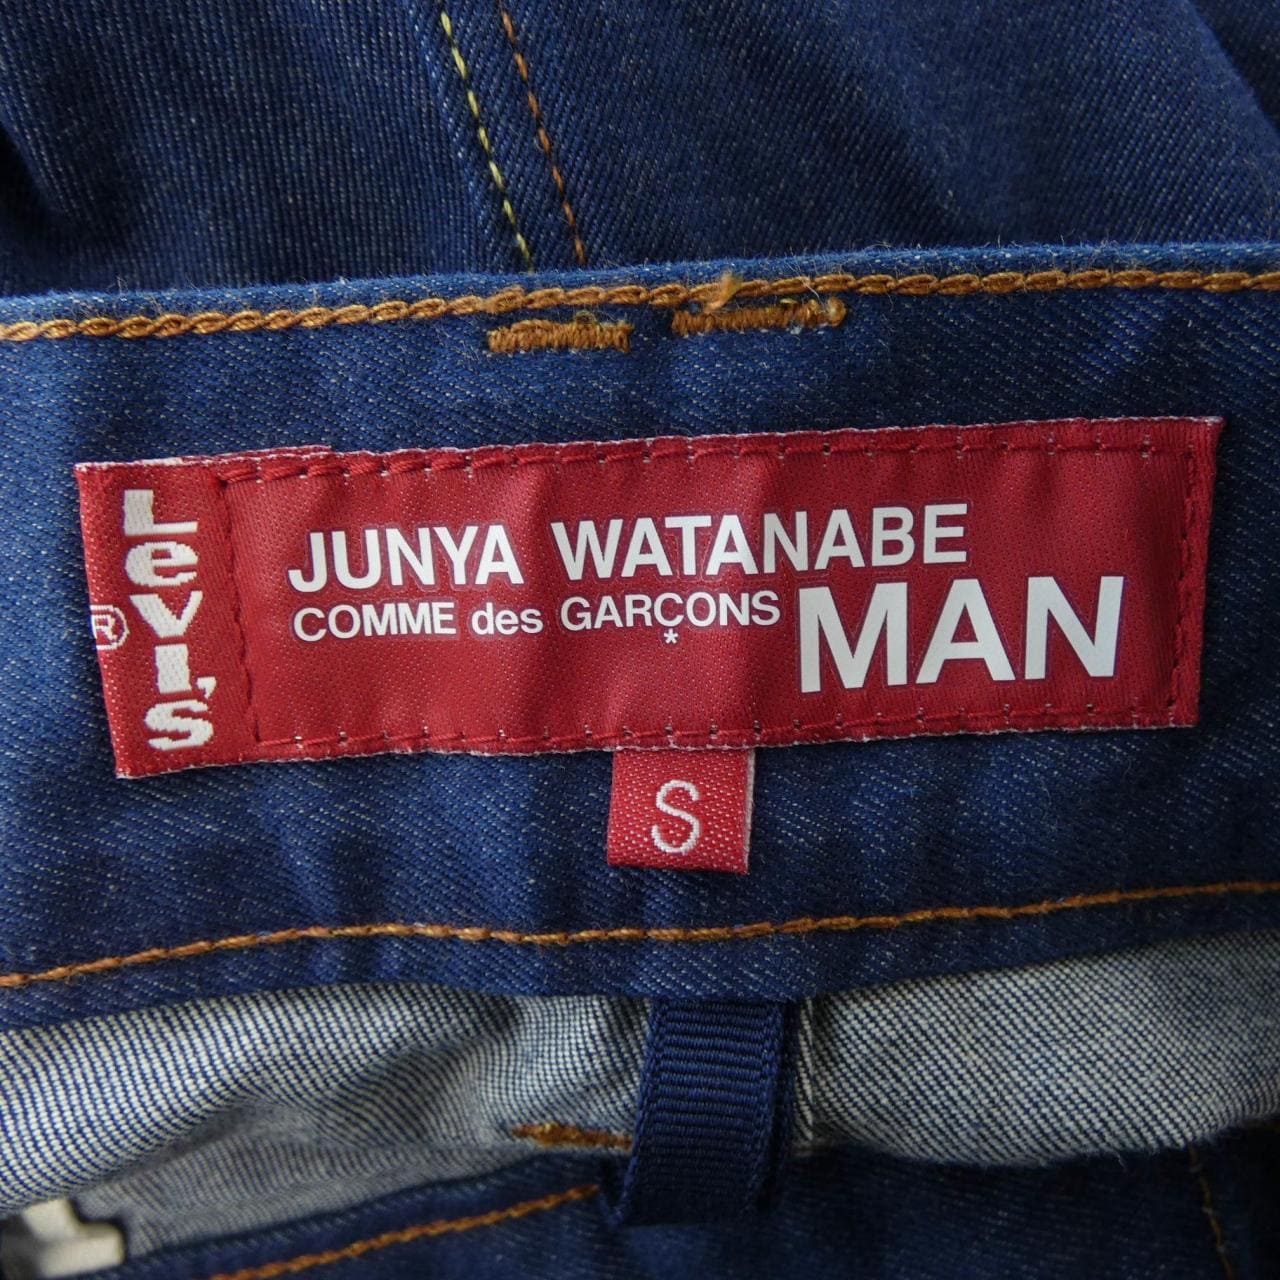 Levi's
®
JUNYA WATANABE
COMME des GARÇONS
*
MAN
S